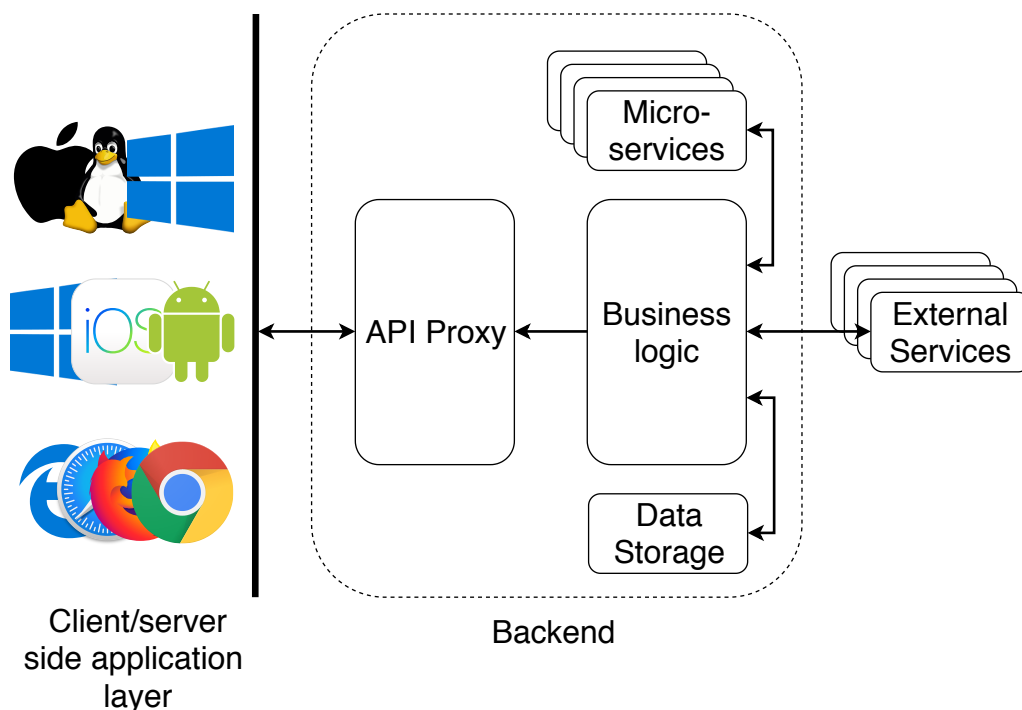 Micro-
services
iOS
API Proxy
Business
logic
External
Services
Data
Storage
Client/server
side application
layer
Backend